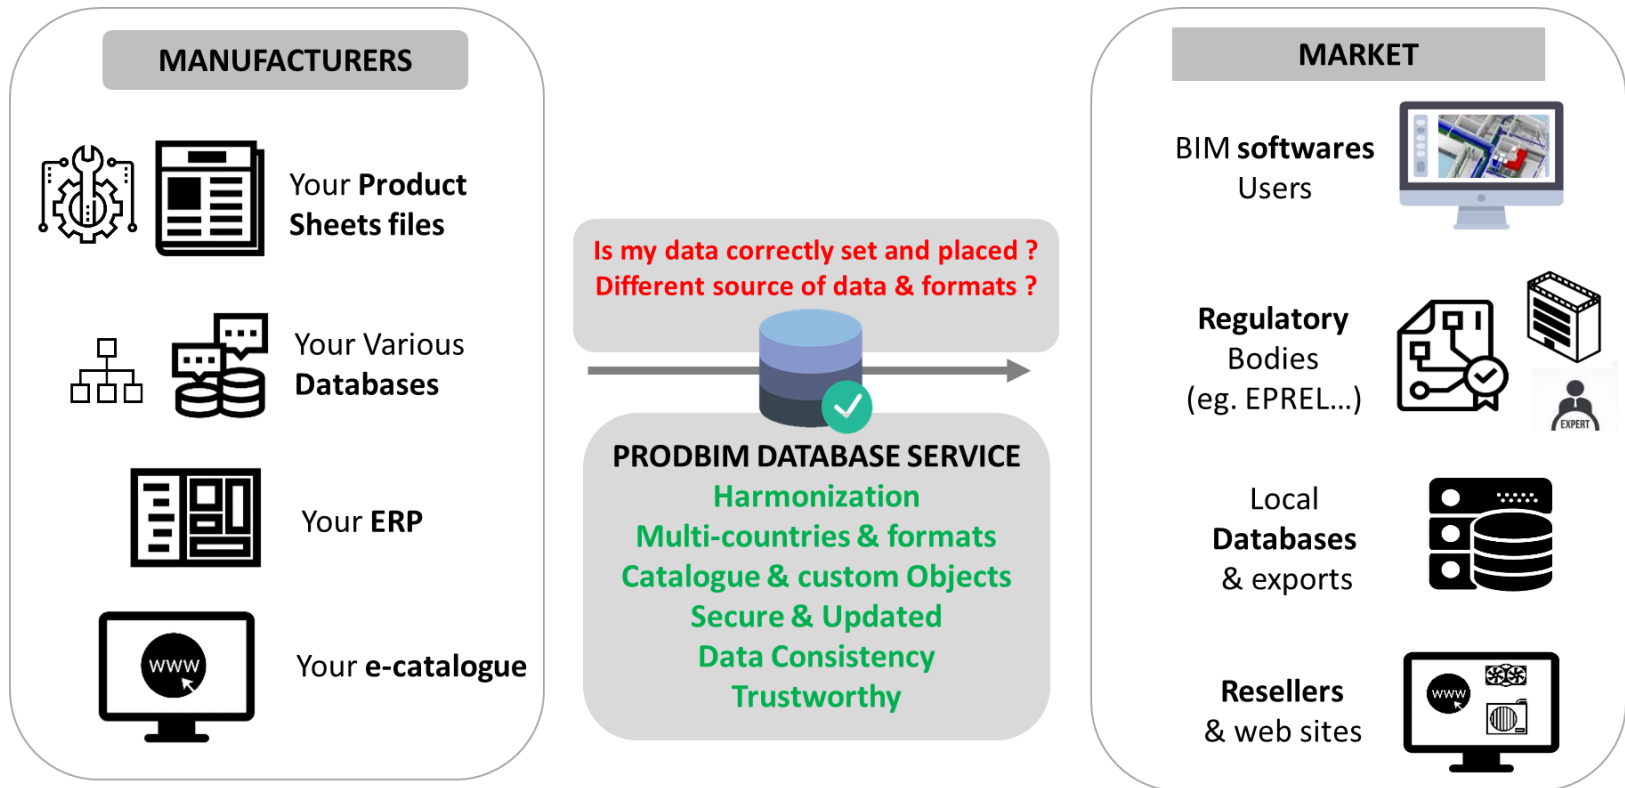 MANUFACTURERS
Your Product
Sheets files
Your Various
Databases
Your ERP
www
Your e-catalogue
Is my data correctly set and placed ?
Different source of data & formats ?
PRODBIM DATABASE SERVICE
Harmonization
Multi-countries & formats
Catalogue & custom Objects
Secure & Updated
Data Consistency
Trustworthy
MARKET
BIM softwares
Users
Regulatory
Bodies
(eg. EPREL...)
EXPERT
Local
Databases
& exports
Resellers
& web sites
www